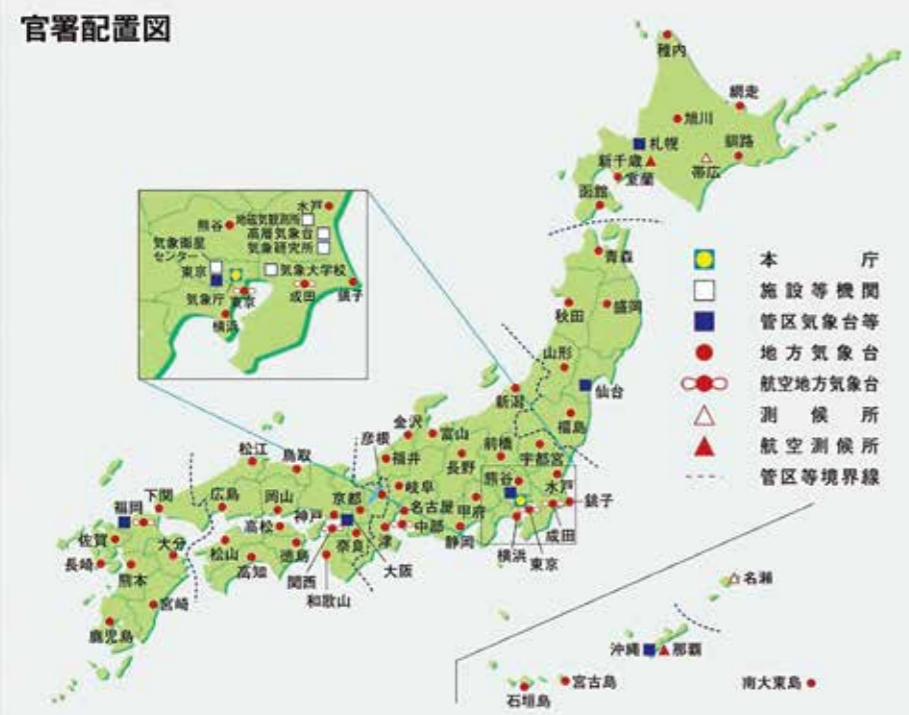 官署配置図
稚内
網走
旭川
札幌
釧路
新千歳
帯広
室蘭
函館
水戸
地磁気観測所
熊谷
高層気象台
気象研究所
気象衛星
センター
東京
気象大学校
気象庁
東京
成田
銚子
横浜
青森
秋田
盛岡
山形
仙台
新潟
福島
本庁
施設等機関
管区気象台等
地方気象台
航空地方気象台
測候所
航空測候所
管区等境界線
金沢
富山
彦根
福井
長野
前橋
宇都宮
熊谷
水戸
銚子
松江
鳥取
岐阜
名古屋
甲府
成田
福岡
下関
広島
岡山
京都
神戸
中部
静岡
横浜
東京
佐賀
大分
松山
高松
徳島
奈良
津
大阪
長崎
熊本
高知
関西
和歌山
宮崎
鹿児島
名瀬
沖縄
那覇
宮古島
石垣島
南大東島